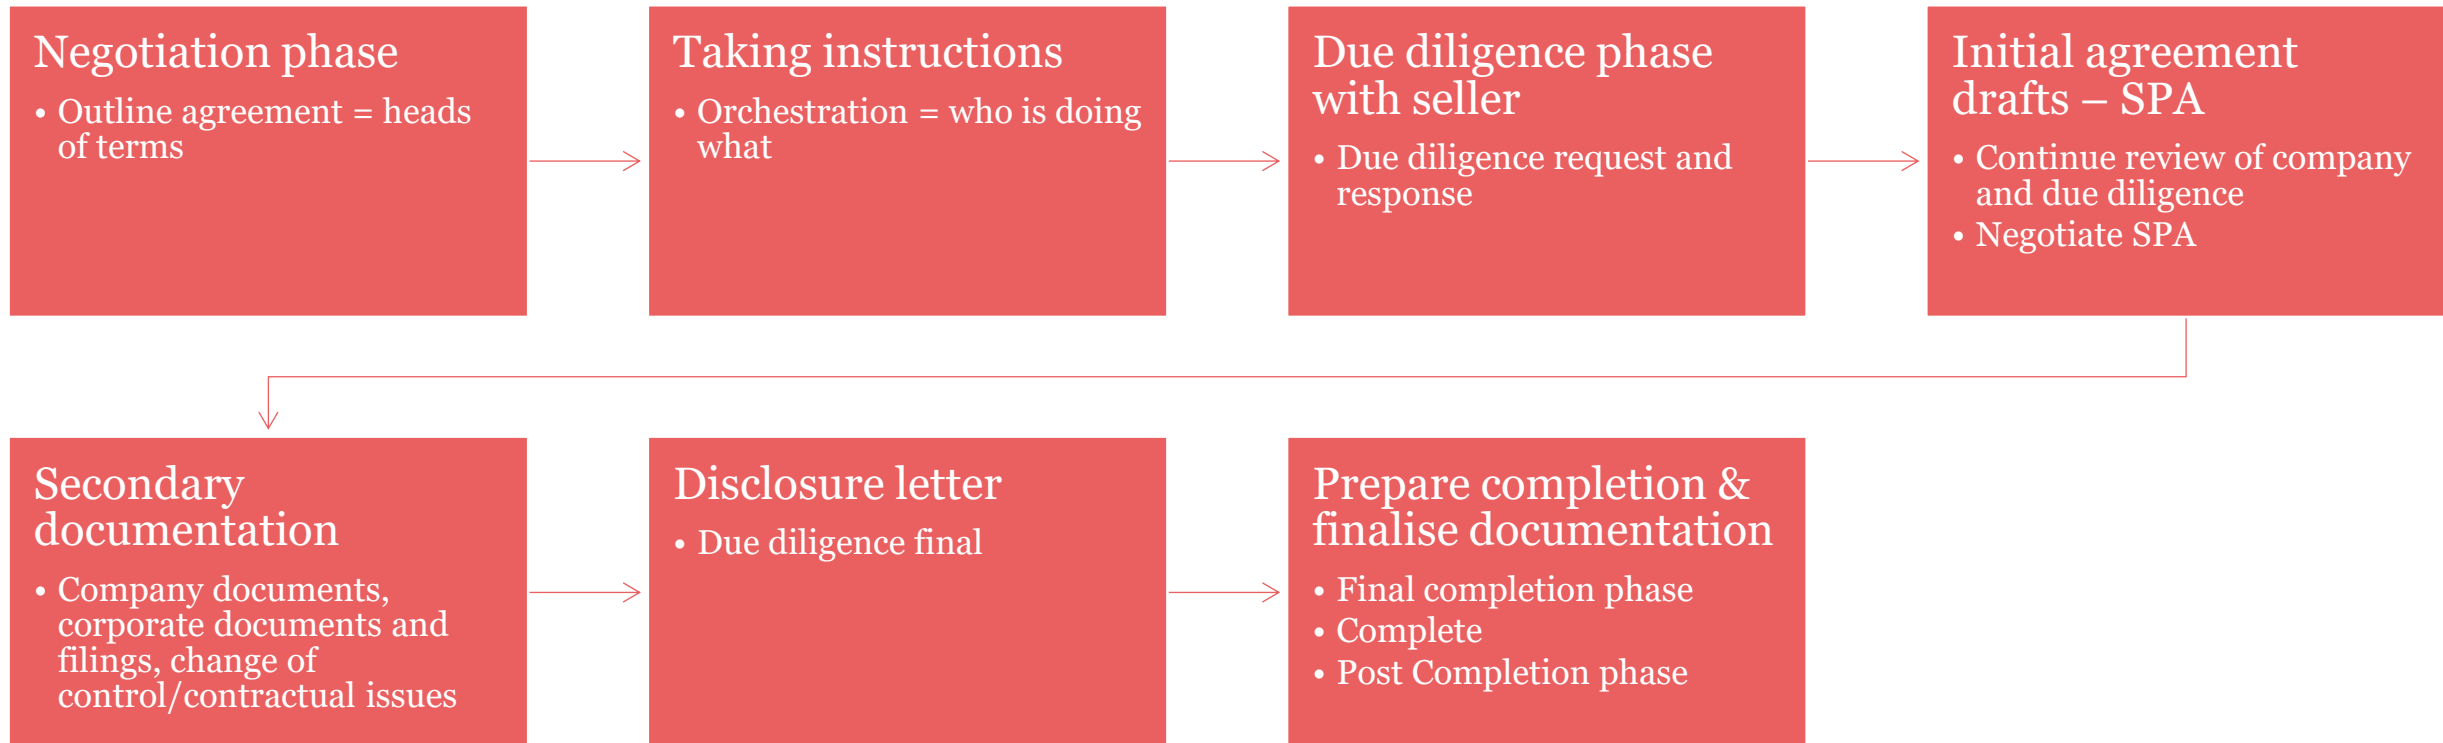 Negotiation phase
• Outline agreement = heads
of terms
Taking instructions
• Orchestration = who is doing
what
Due diligence phase
with seller
• Due diligence request and
response
Initial agreement
drafts – SPA
• Continue review of company
and due diligence
• Negotiate SPA
Secondary
documentation
• Company documents,
corporate documents and
filings, change of
control/contractual issues
Disclosure letter
• Due diligence final
Prepare completion &
finalise documentation
• Final completion phase
• Complete
• Post Completion phase